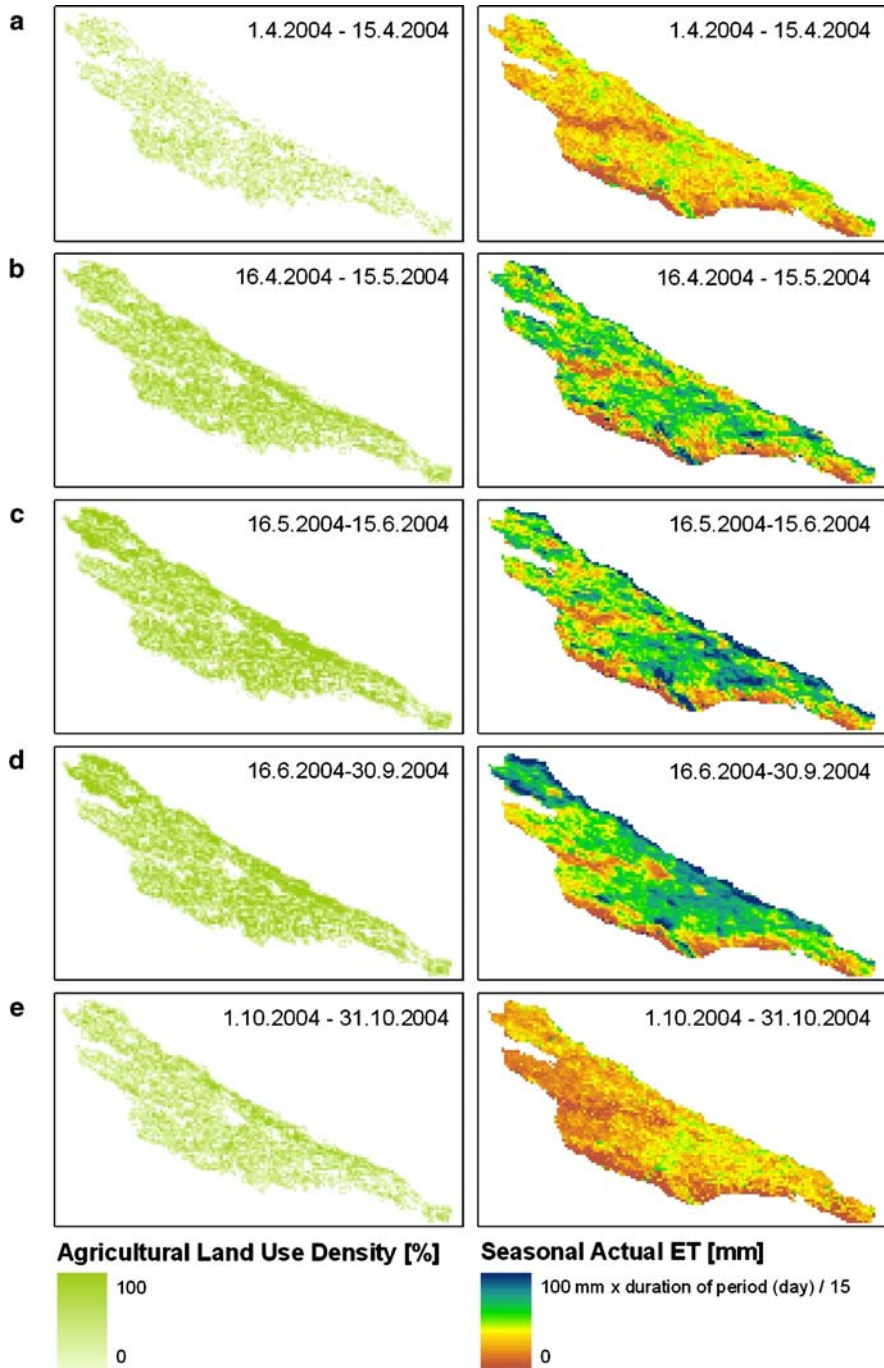 a
1.4.2004 - 15.4.2004
1.4.2004 - 15.4.2004
b
16.4.2004 - 15.5.2004
16.4.2004 - 15.5.2004
c
16.5.2004-15.6.2004
16.5.2004-15.6.2004
d
16.6.2004-30.9.2004
16.6.2004-30.9.2004
e
1.10.2004 - 31.10.2004
1.10.2004 - 31.10.2004
Agricultural Land Use Density [%]
100
0
Seasonal Actual ET [mm]
100 mm x duration of period (day) / 15
0